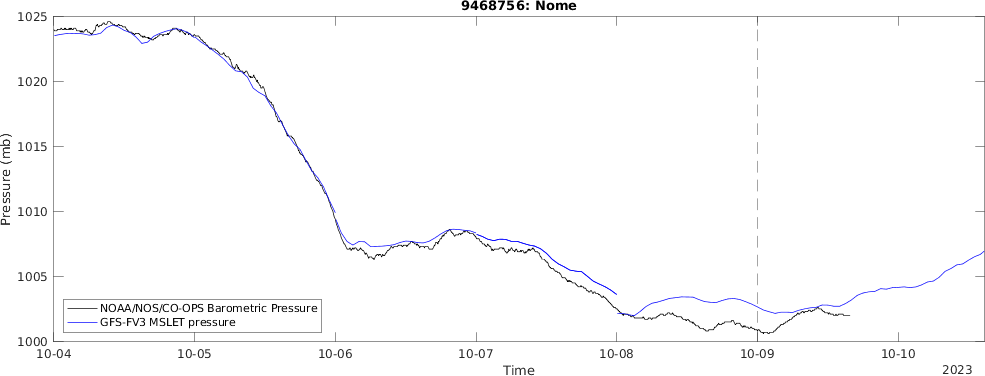 9468756: Nome
1025
1020
1015
1010
1005
1000
Pressure (mb)
NOAA/NOS/CO-OPS Barometric Pressure
GFS-FV3 MSLET pressure
10-04 10-05 10-06 10-07 10-08 10-09 10-10
Time
2023